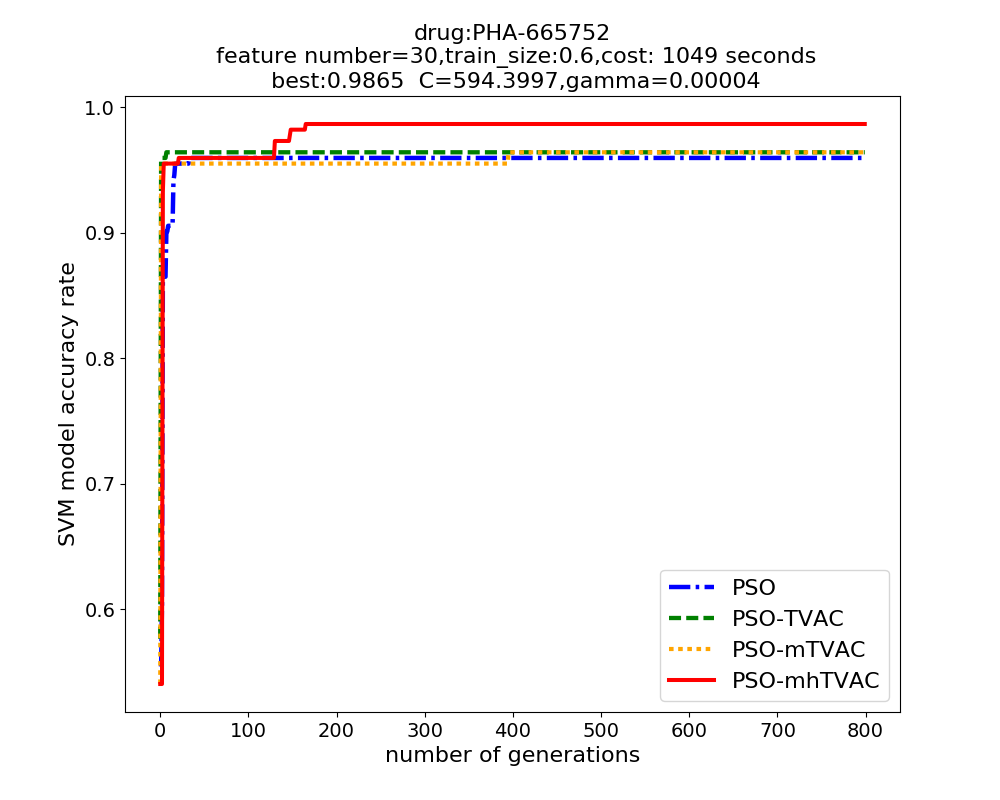 drug:PHA-665752
feature number=30,train_size:0.6,cost: 1049 seconds
best:0.9865  C=594.3997,gamma=0.00004
1.0
0.9
0.8
0.7
0.6
SVM model accuracy rate
PSO
PSO-TVAC
PSO-mTVAC
PSO-mhTVAC
0 100 200 300 400 500 600 700 800
number of generations